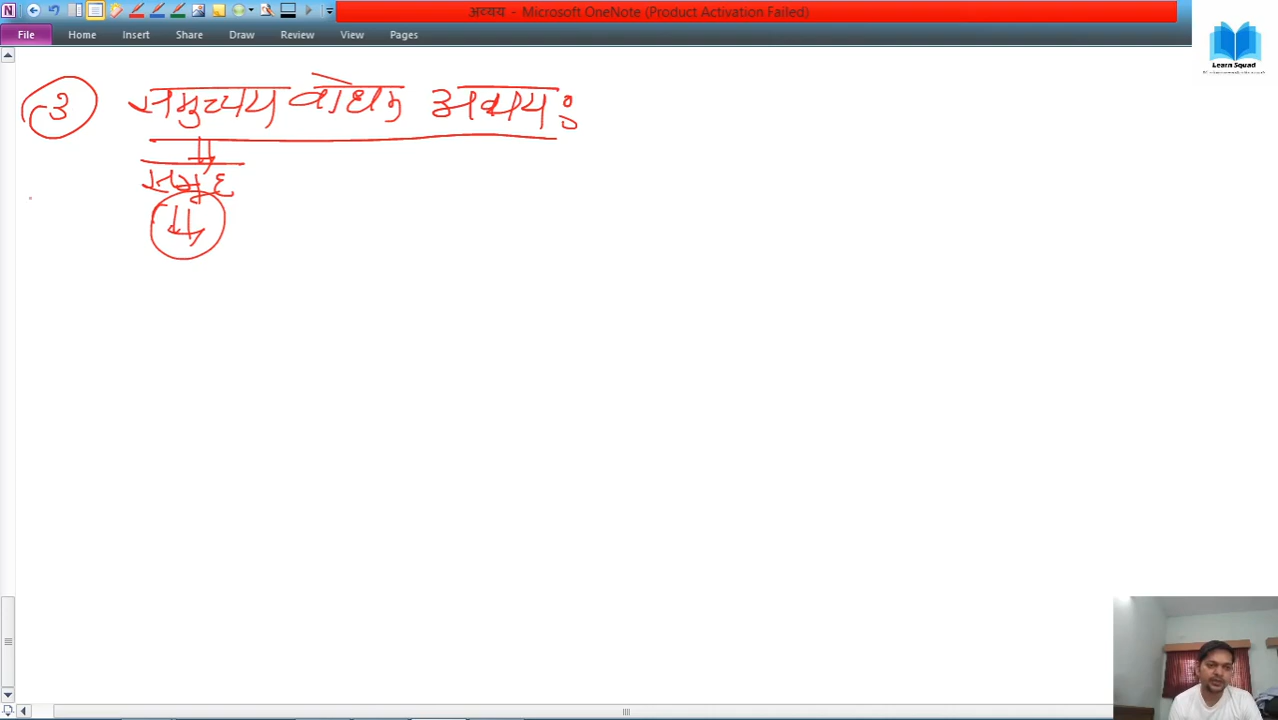 अव्यय - Microsoft OneNote (Product Activation Failed)
File Home Insert Share Draw Review View Pages
Learn Squad
३ समुच्चय बोधक अव्यय :
समूह